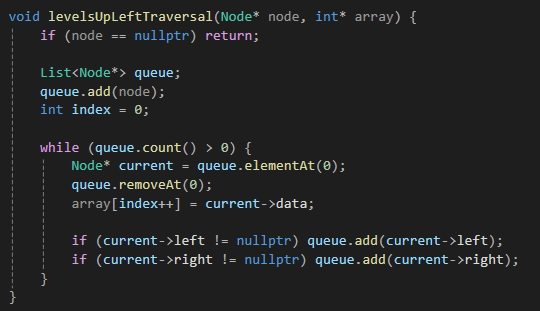 void levelsUpLeftTraversal(Node* node, int* array) {
    if (node == nullptr) return;

    List<Node*> queue;
    queue.add(node);
    int index = 0;

    while (queue.count() > 0) {
        Node* current = queue.elementAt(0);
        queue.removeAt(0);
        array[index++] = current->data;

        if (current->left != nullptr) queue.add(current->left);
        if (current->right != nullptr) queue.add(current->right);
    }
}